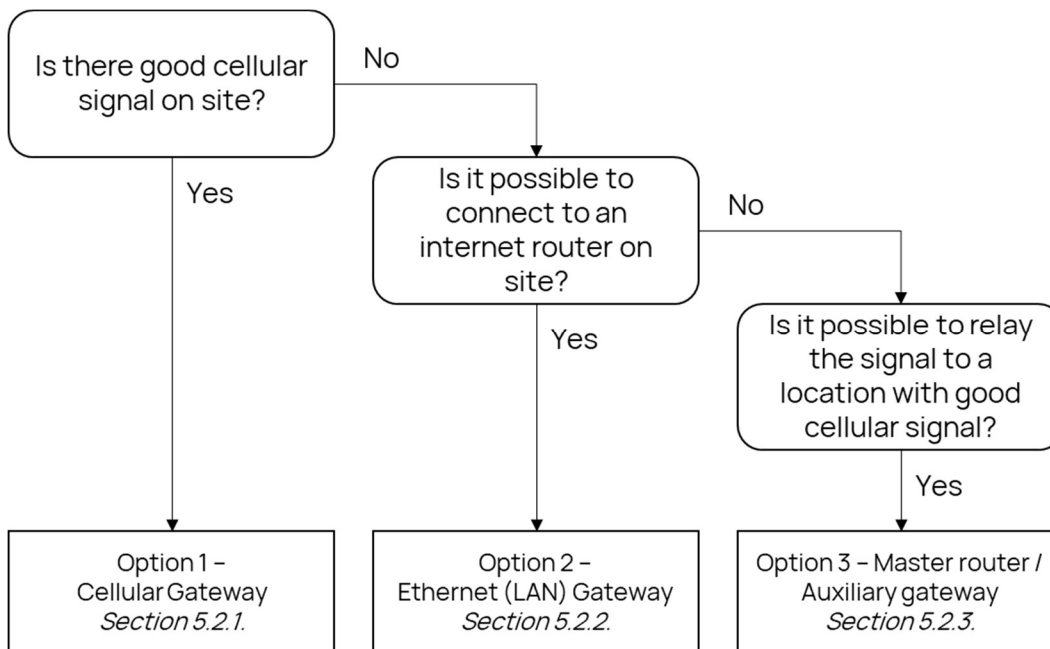 Is there good cellular
signal on site?
No
Yes
Is it possible to
connect to an
internet router on
site?
No
Yes
Is it possible to relay
the signal to a
location with good
cellular signal?
Yes
Option 1 –
Cellular Gateway
Section 5.2.1.
Option 2 –
Ethernet (LAN) Gateway
Section 5.2.2.
Option 3 – Master router /
Auxiliary gateway
Section 5.2.3.